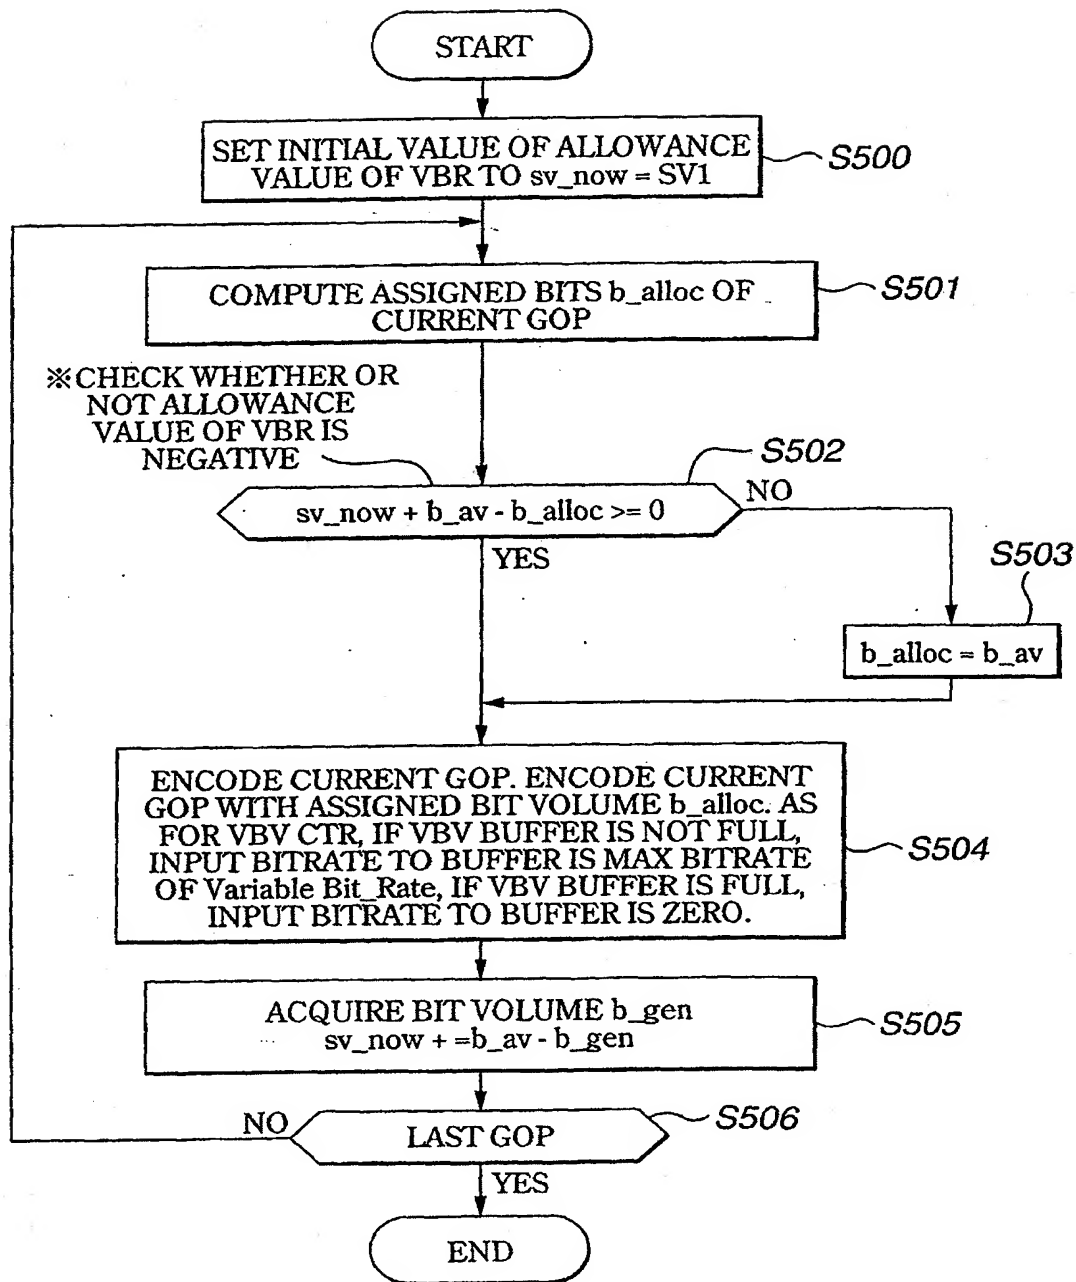 START
SET INITIAL VALUE OF ALLOWANCE
VALUE OF VBR TO sv_now = SV1
S500
COMPUTE ASSIGNED BITS b_alloc OF
CURRENT GOP
S501
※CHECK WHETHER OR
NOT ALLOWANCE
VALUE OF VBR IS
NEGATIVE
S502
sv_now + b_av - b_alloc >= 0
NO
YES
S503
b_alloc = b_av
ENCODE CURRENT GOP. ENCODE CURRENT
GOP WITH ASSIGNED BIT VOLUME b_alloc. AS
FOR VBV CTR, IF VBV BUFFER IS NOT FULL,
INPUT BITRATE TO BUFFER IS MAX BITRATE
OF Variable Bit_Rate, IF VBV BUFFER IS FULL,
INPUT BITRATE TO BUFFER IS ZERO.
S504
ACQUIRE BIT VOLUME b_gen
sv_now + =b_av - b_gen
S505
NO
LAST GOP
S506
YES
END